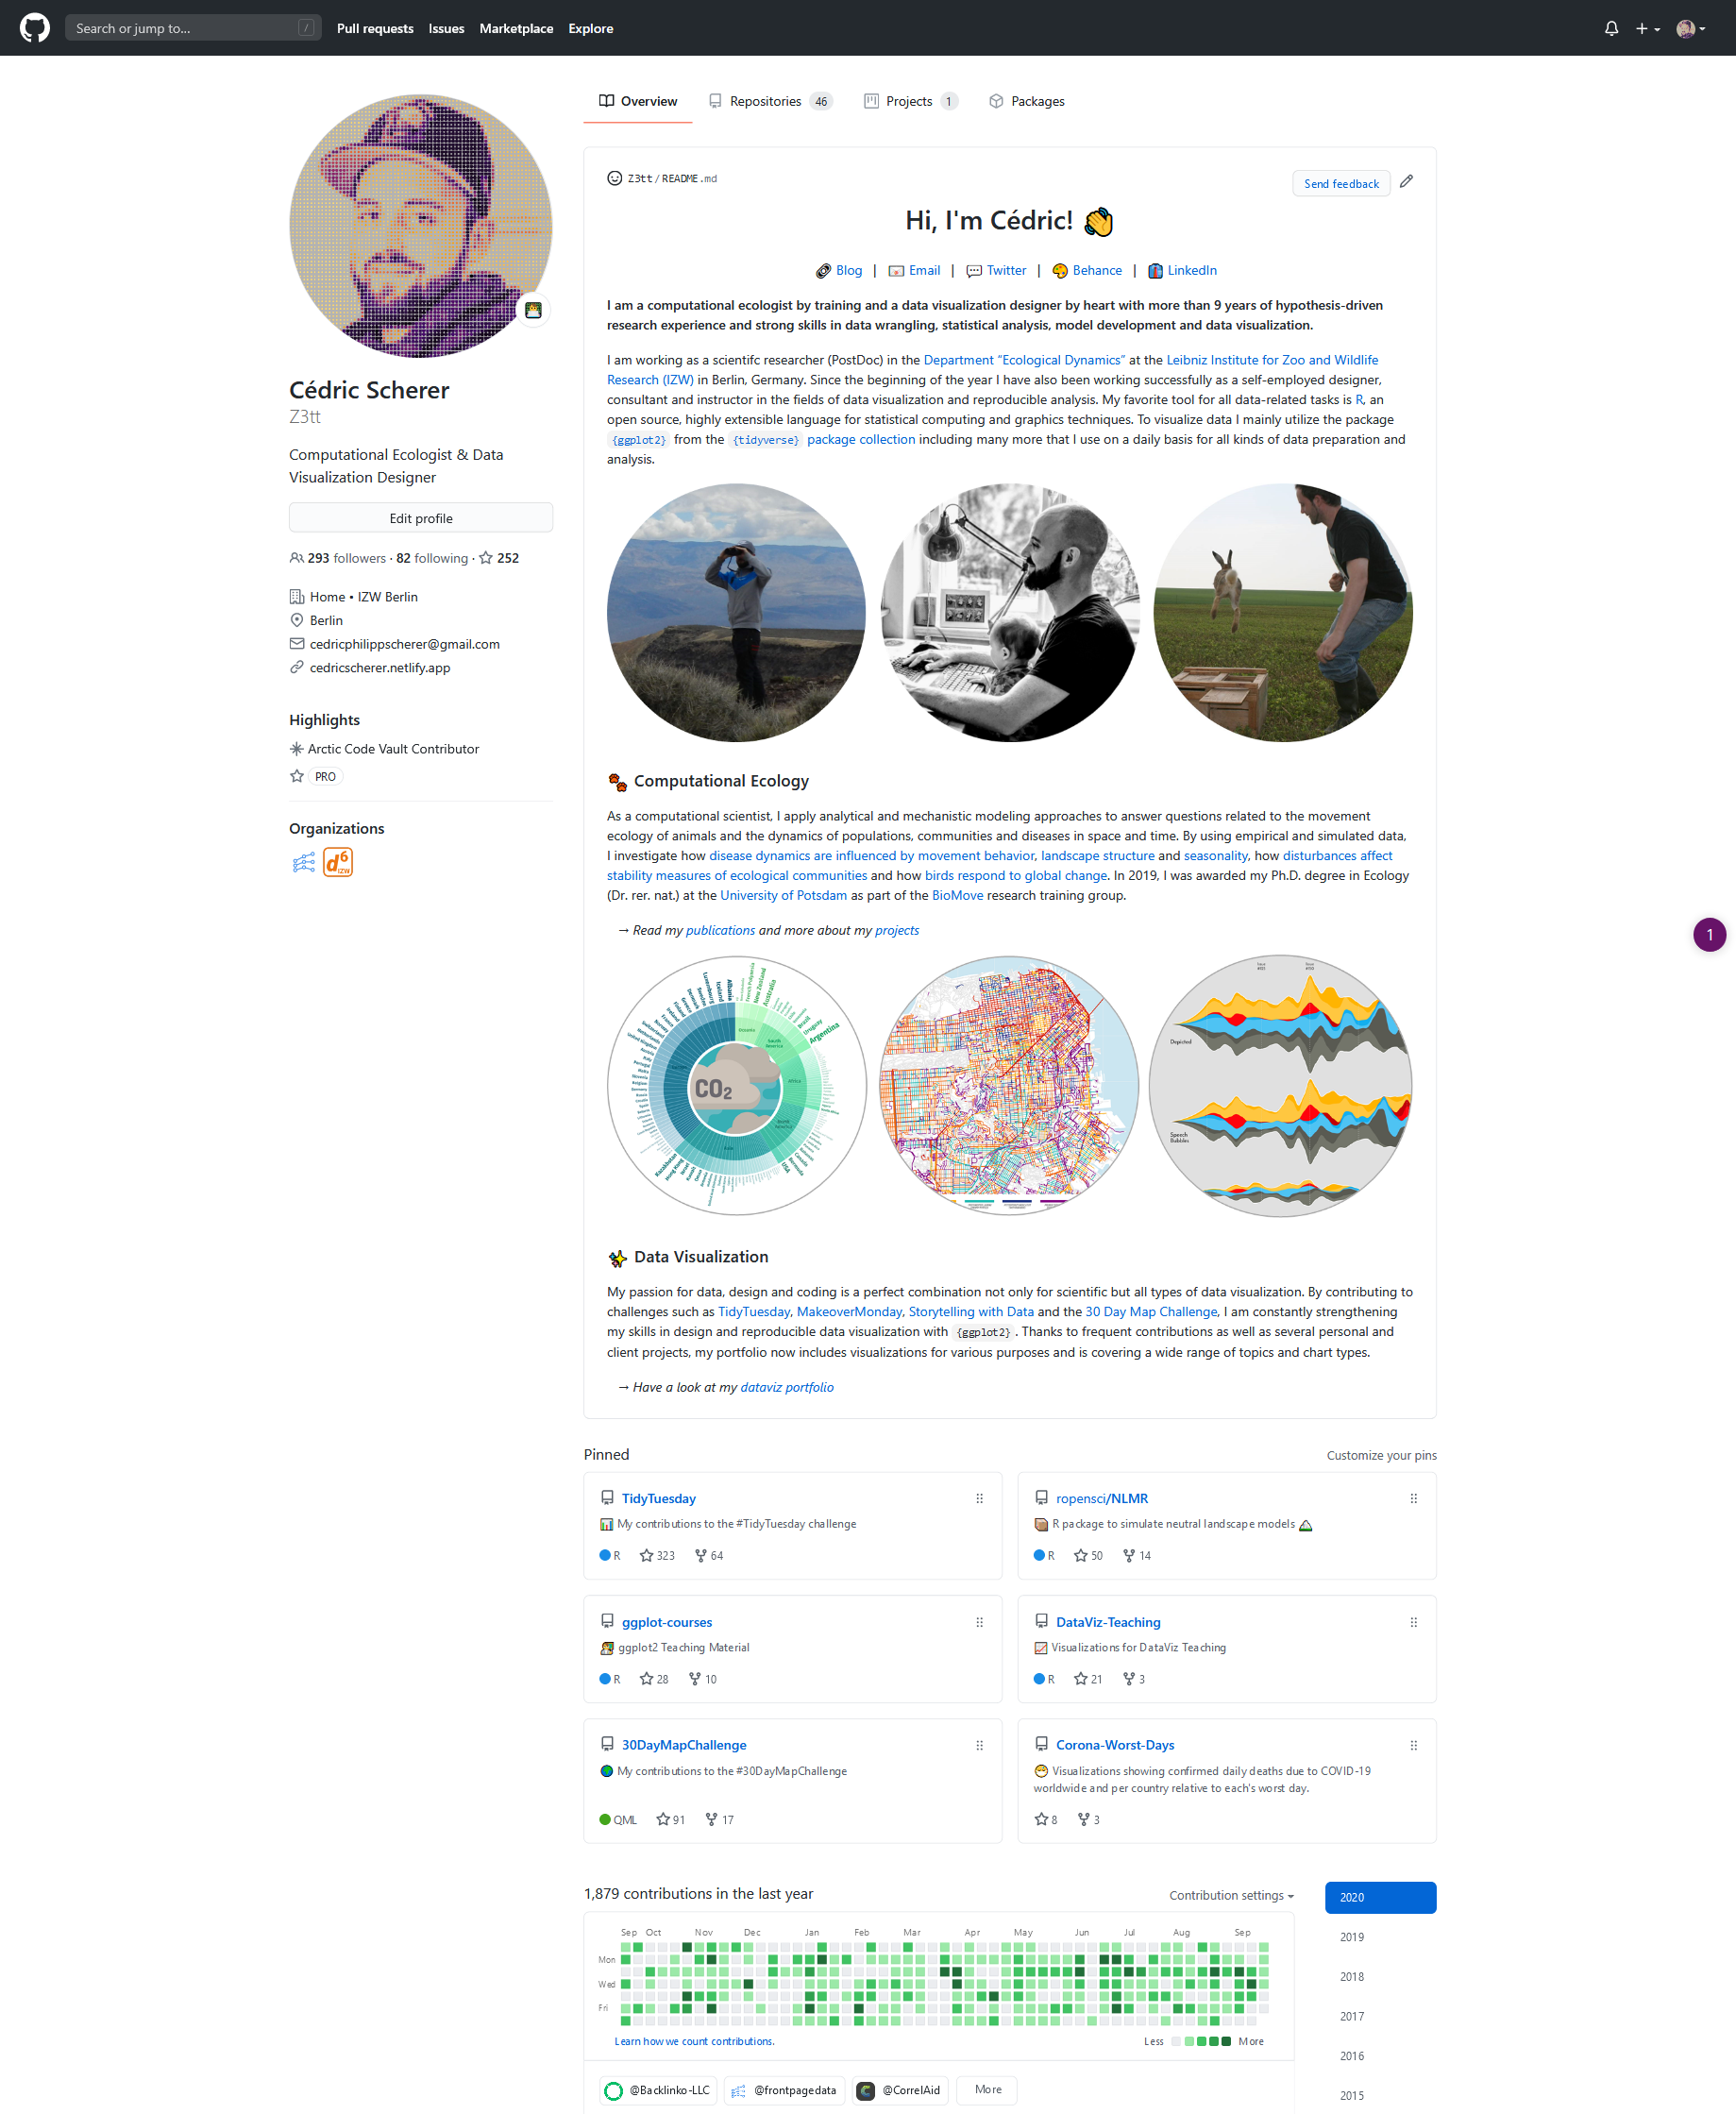 Search or jump to...
/
Pull requests
Issues
Marketplace
Explore
Overview
Repositories 46
Projects 1
Packages
Cédric Scherer
Z3tt
Computational Ecologist & Data
Visualization Designer
Edit profile
293 followers · 82 following · 252
Home • IZW Berlin
Berlin
cedricphilippscherer@gmail.com
cedricscherer.netlify.app
Highlights
Arctic Code Vault Contributor
PRO
Organizations
d6 IZW
Z3tt/README.md
Send feedback
Hi, I'm Cédric!
Blog | Email | Twitter | Behance | LinkedIn
I am a computational ecologist by training and a data visualization designer by heart with more than 9 years of hypothesis-driven
research experience and strong skills in data wrangling, statistical analysis, model development and data visualization.
I am working as a scientifc researcher (PostDoc) in the Department “Ecological Dynamics” at the Leibniz Institute for Zoo and Wildlife
Research (IZW) in Berlin, Germany. Since the beginning of the year I have also been working successfully as a self-employed designer,
consultant and instructor in the fields of data visualization and reproducible analysis. My favorite tool for all data-related tasks is R, an
open source, highly extensible language for statistical computing and graphics techniques. To visualize data I mainly utilize the package
{ggplot2} from the {tidyverse} package collection including many more that I use on a daily basis for all kinds of data preparation and
analysis.
Computational Ecology
As a computational scientist, I apply analytical and mechanistic modeling approaches to answer questions related to the movement
ecology of animals and the dynamics of populations, communities and diseases in space and time. By using empirical and simulated data,
I investigate how disease dynamics are influenced by movement behavior, landscape structure and seasonality, how disturbances affect
stability measures of ecological communities and how birds respond to global change. In 2019, I was awarded my Ph.D. degree in Ecology
(Dr. rer. nat.) at the University of Potsdam as part of the BioMove research training group.
→ Read my publications and more about my projects
1
Luxembourg
Iceland
Albania
New Zealand
Australia
Brazil
Uruguay
Argentina
Oceania
South America
Africa
Asia
CO2
Kazakhstan
USA
Depicted
Speech Bubbles
Data Visualization
My passion for data, design and coding is a perfect combination not only for scientific but all types of data visualization. By contributing to
challenges such as TidyTuesday, MakeoverMonday, Storytelling with Data and the 30 Day Map Challenge, I am constantly strengthening
my skills in design and reproducible data visualization with {ggplot2}. Thanks to frequent contributions as well as several personal and
client projects, my portfolio now includes visualizations for various purposes and is covering a wide range of topics and chart types.
→ Have a look at my dataviz portfolio
Pinned
Customize your pins
TidyTuesday
My contributions to the #TidyTuesday challenge
R 323 64
ropensci/NLMR
R package to simulate neutral landscape models
R 50 14
ggplot-courses
ggplot2 Teaching Material
R 28 10
DataViz-Teaching
Visualizations for DataViz Teaching
R 21 3
30DayMapChallenge
My contributions to the #30DayMapChallenge
QML 91 17
Corona-Worst-Days
Visualizations showing confirmed daily deaths due to COVID-19
worldwide and per country relative to each's worst day.
8 3
1,879 contributions in the last year
Contribution settings
Sep Oct Nov Dec Jan Feb Mar Apr May Jun Jul Aug Sep
Mon
Wed
Fri
Learn how we count contributions.
Less More
2020
2019
2018
2017
2016
2015
@Backlinko-LLC
@frontpagedata
@CorrelAid
More